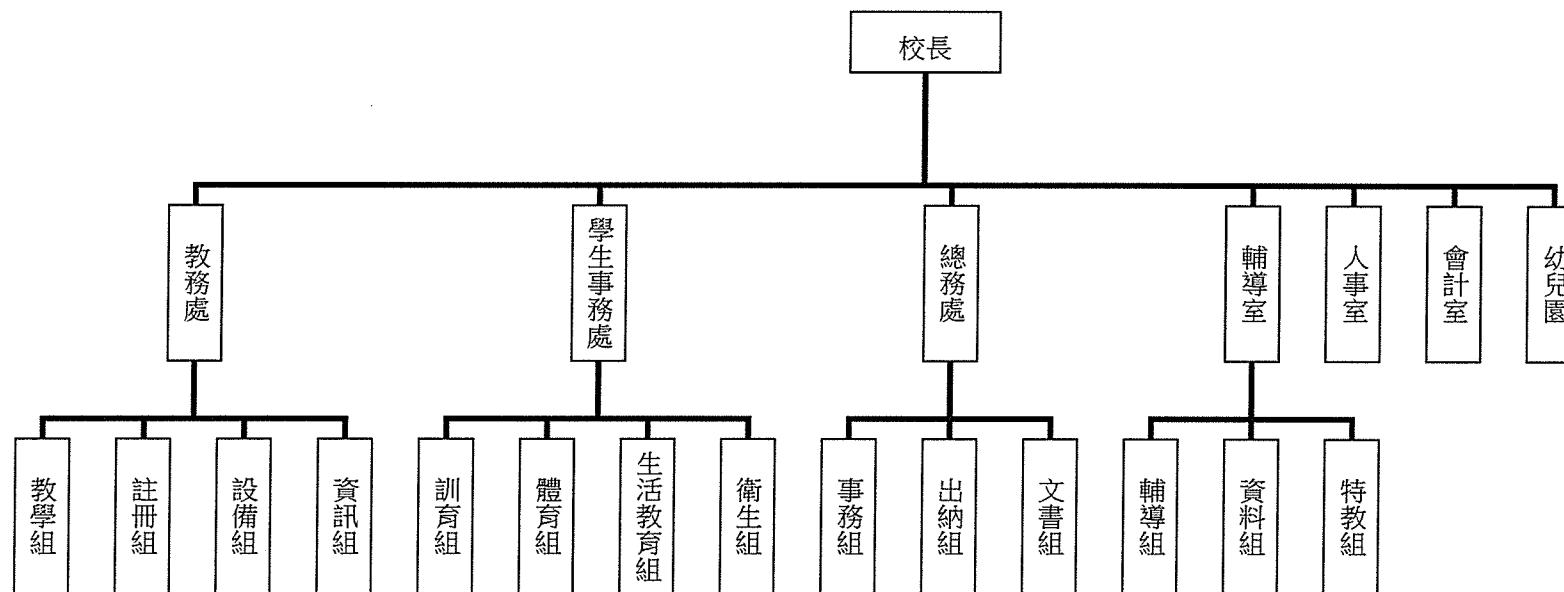 校長
教務處
學生事務處
總務處
輔導室
人事室
會計室
幼兒園
教學組
註冊組
設備組
資訊組
訓育組
體育組
生活教育組
衛生組
事務組
出納組
文書組
輔導組
資料組
特教組